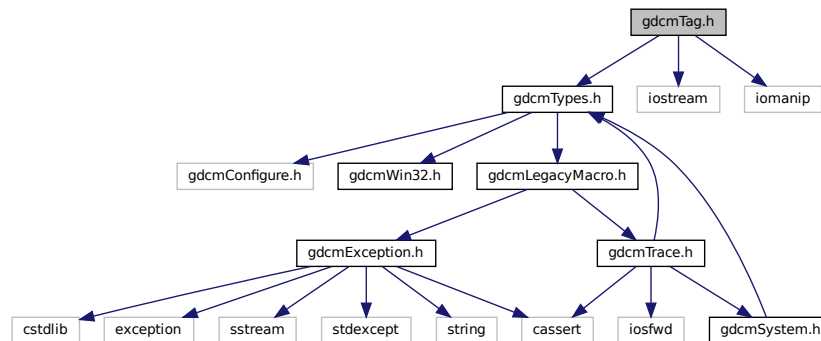 gdcmTag.h
gdcmTypes.h
iostream
iomanip
gdcmConfigure.h
gdcmWin32.h
gdcmLegacyMacro.h
gdcmException.h
gdcmTrace.h
cstdlib
exception
sstream
stdexcept
string
cassert
iosfwd
gdcmSystem.h